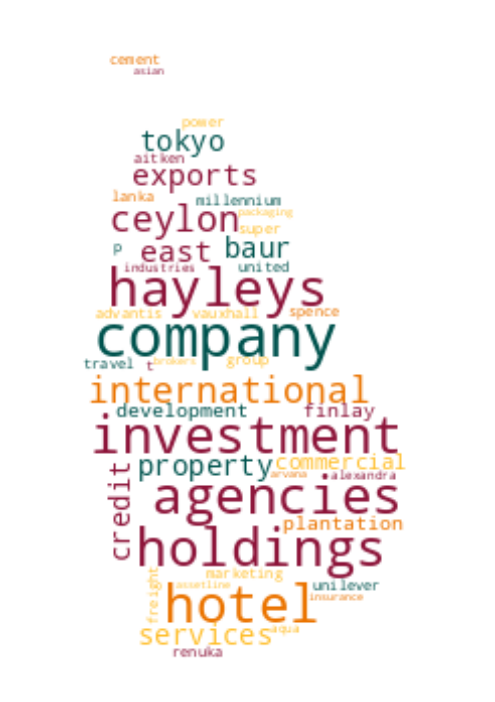 cement
asian
power
tokyo
aitken
exports
lanka millennium
ceylon packaging
super
p east baur
industries united
hayleys
advantis vauxhall spence
company
travel t brokers group
international
development finlay
investment
property commercial
credit arvana • alexandra
agencies
plantation
holdings
freight marketing
assetline unilever
hotel insurance
services aqua
renuka